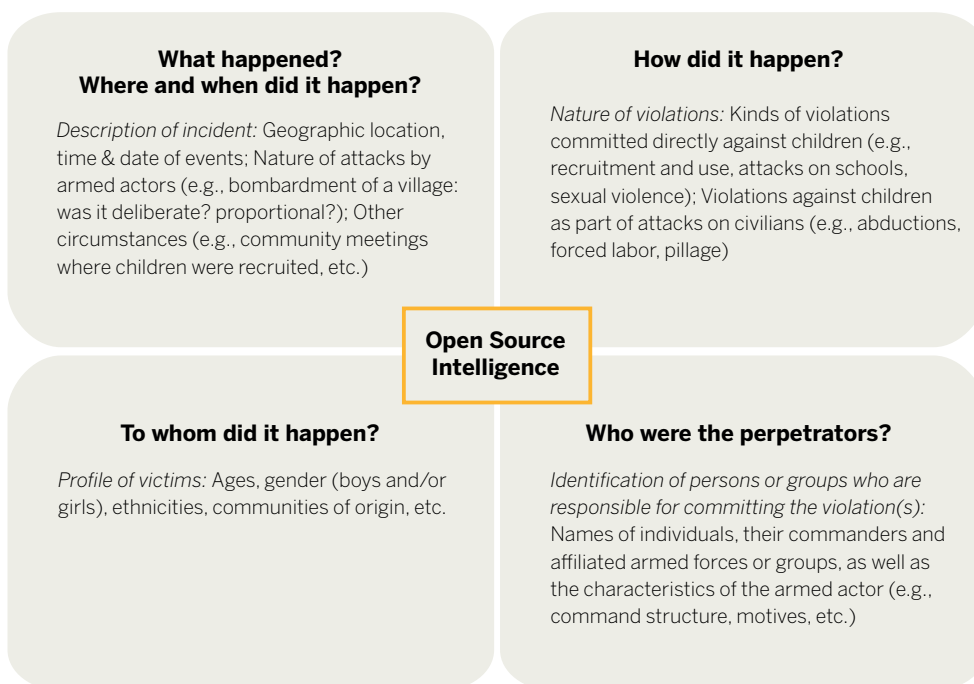 What happened?
Where and when did it happen?
Description of incident: Geographic location,
time & date of events; Nature of attacks by
armed actors (e.g., bombardment of a village:
was it deliberate? proportional?); Other
circumstances (e.g., community meetings
where children were recruited, etc.)
How did it happen?
Nature of violations: Kinds of violations
committed directly against children (e.g.,
recruitment and use, attacks on schools,
sexual violence); Violations against children
as part of attacks on civilians (e.g., abductions,
forced labor, pillage)
Open Source
Intelligence
To whom did it happen?
Profile of victims: Ages, gender (boys and/or
girls), ethnicities, communities of origin, etc.
Who were the perpetrators?
Identification of persons or groups who are
responsible for committing the violation(s):
Names of individuals, their commanders and
affiliated armed forces or groups, as well as
the characteristics of the armed actor (e.g.,
command structure, motives, etc.)